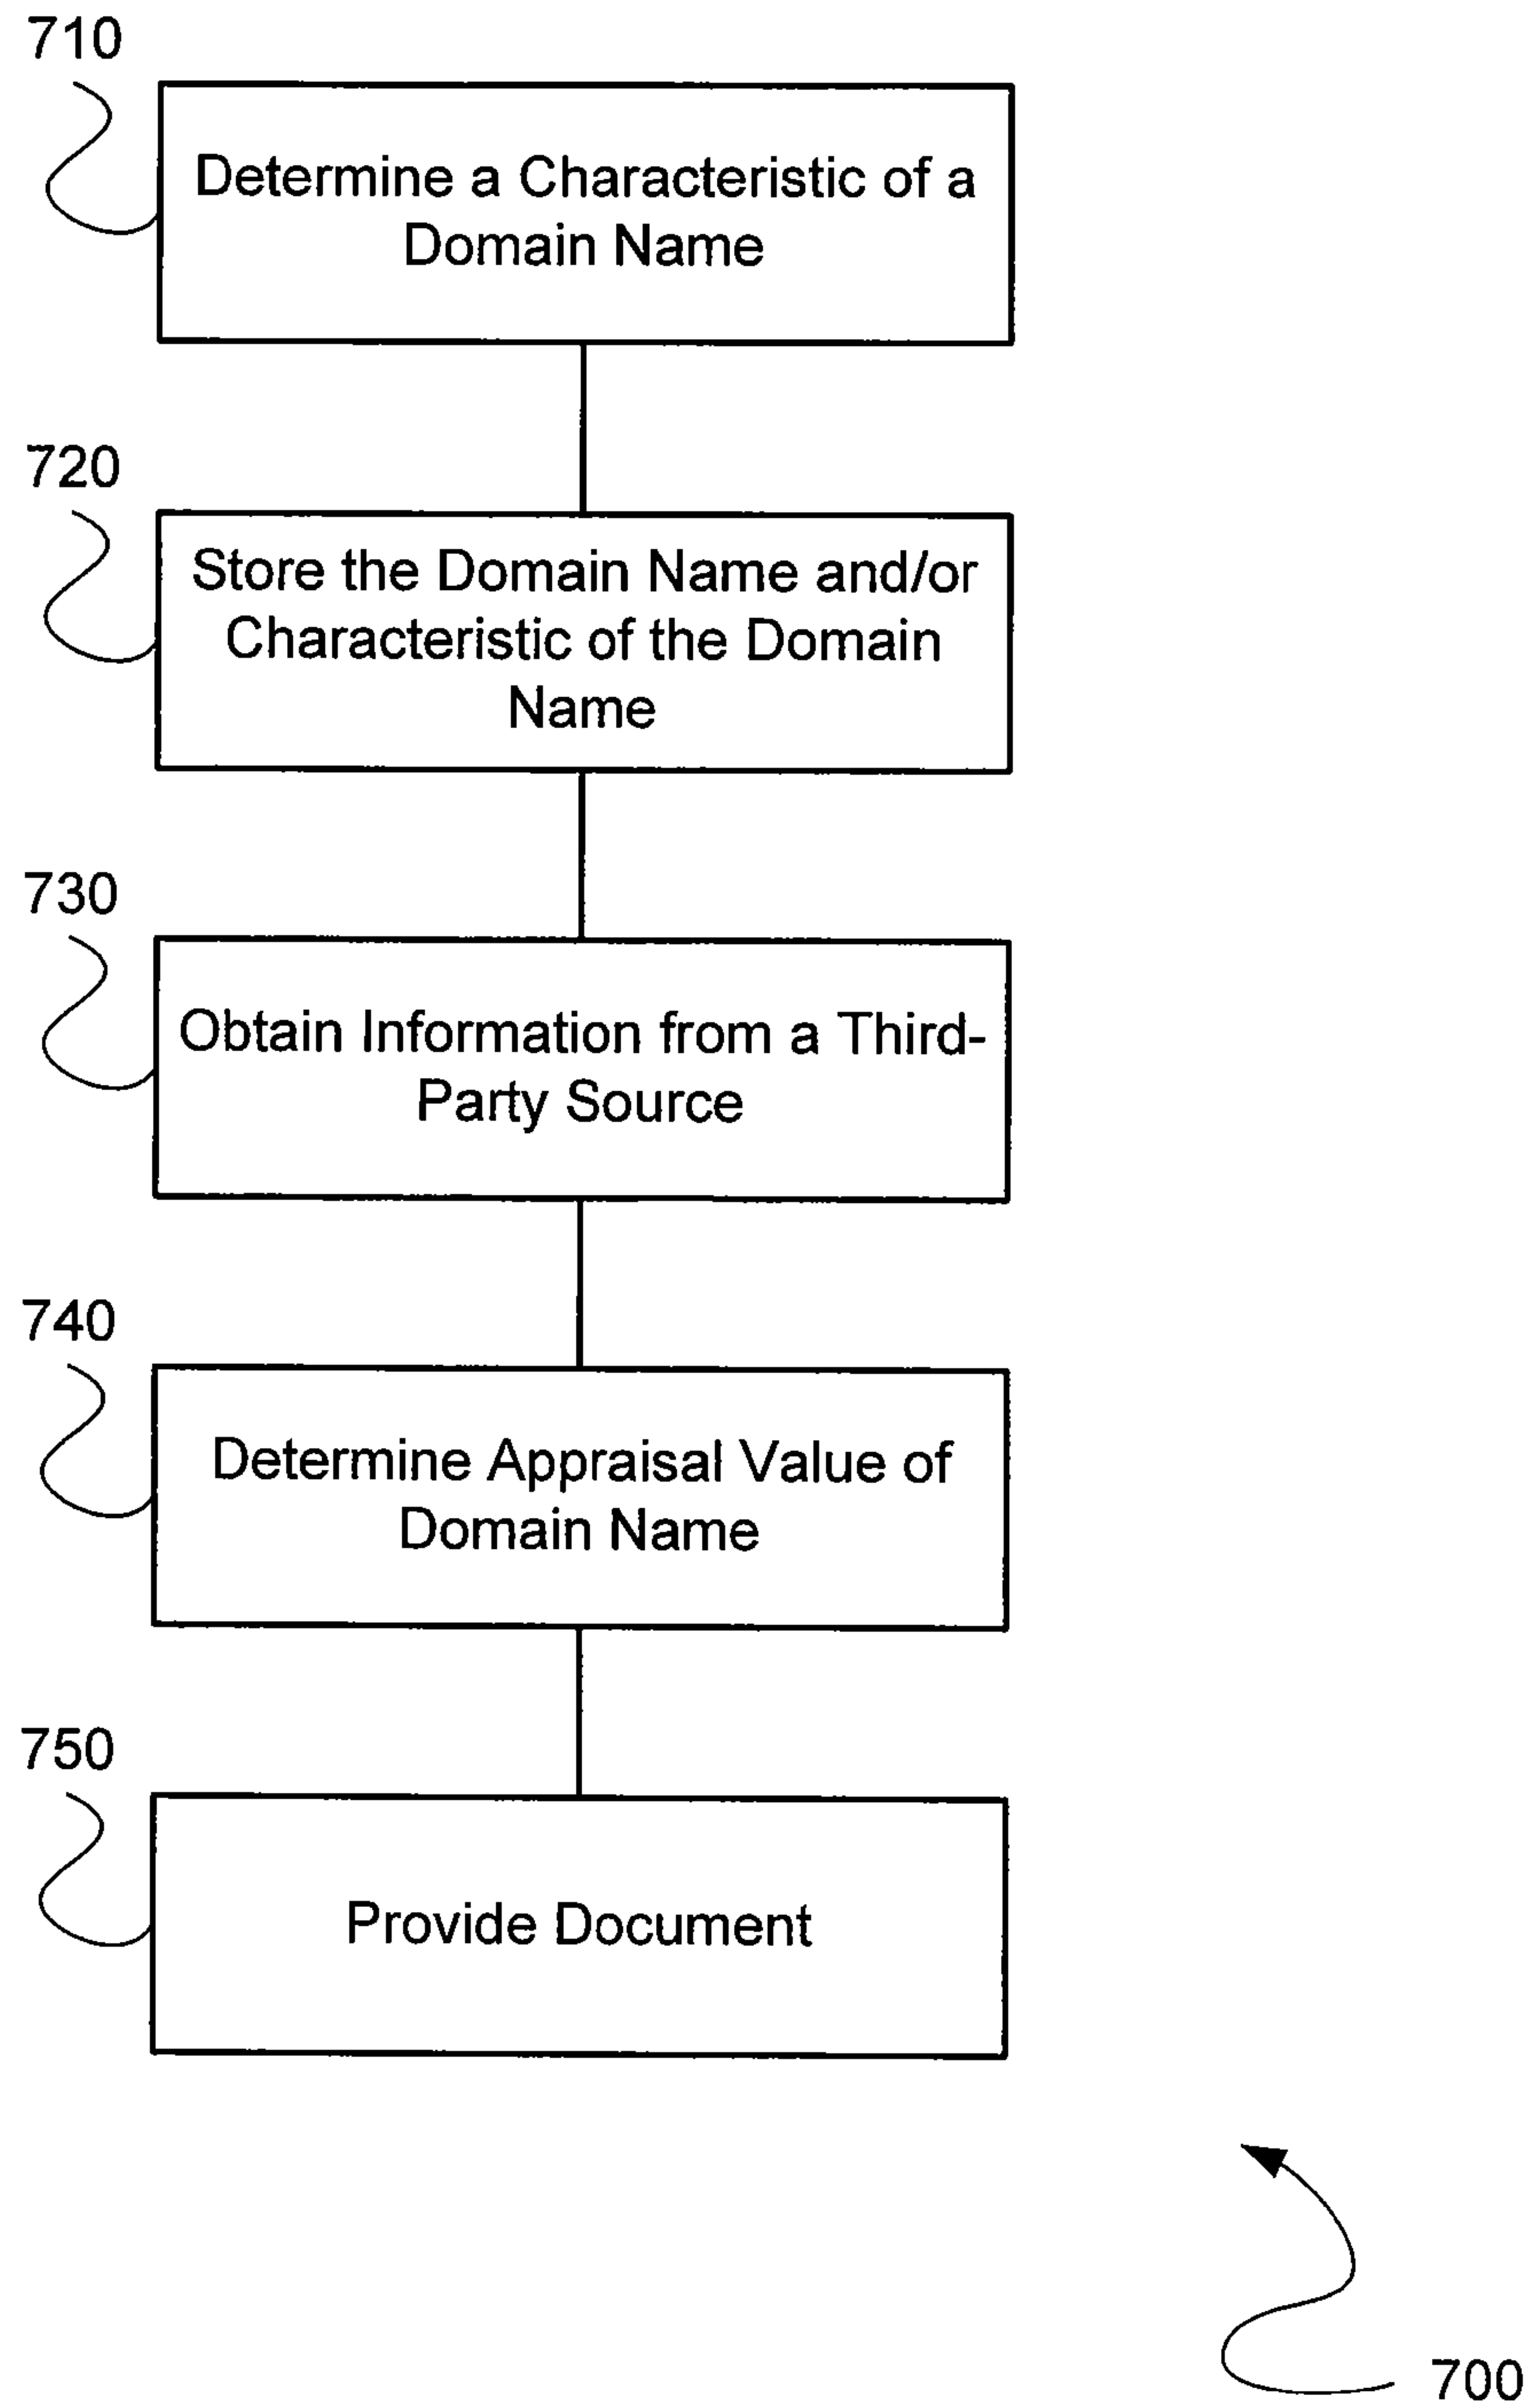 710
Determine a Characteristic of a
Domain Name
720
Store the Domain Name and/or
Characteristic of the Domain
Name
730
Obtain Information from a Third-
Party Source
740
Determine Appraisal Value of
Domain Name
750
Provide Document
700